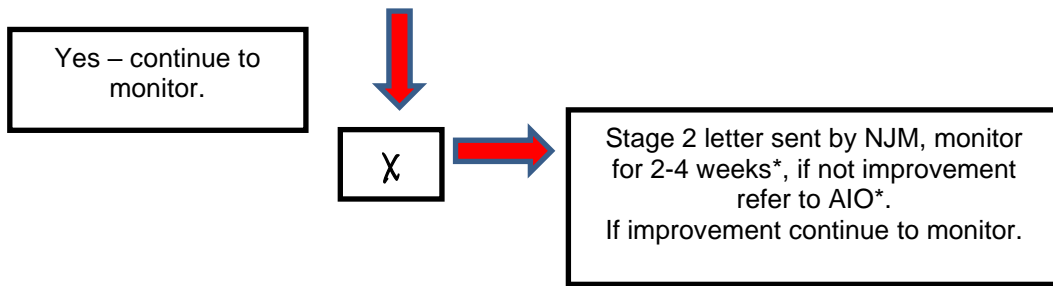 Yes – continue to
monitor.
X
Stage 2 letter sent by NJM, monitor
for 2-4 weeks*, if not improvement
refer to AIO*.
If improvement continue to monitor.